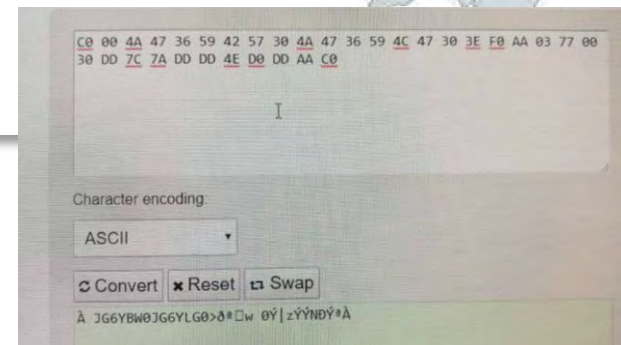 C0 00 4A 47 36 59 42 57 30 4A 47 36 59 4C 47 30 3E F0 AA 03 77 00
30 DD 7C 7A DD DD 4E D0 DD AA C0
Character encoding:
ASCII
Convert Reset Swap
À JG6YBW0JG6YLG0>ðª□w 0Ý|zÝÝNÐÝªÀ